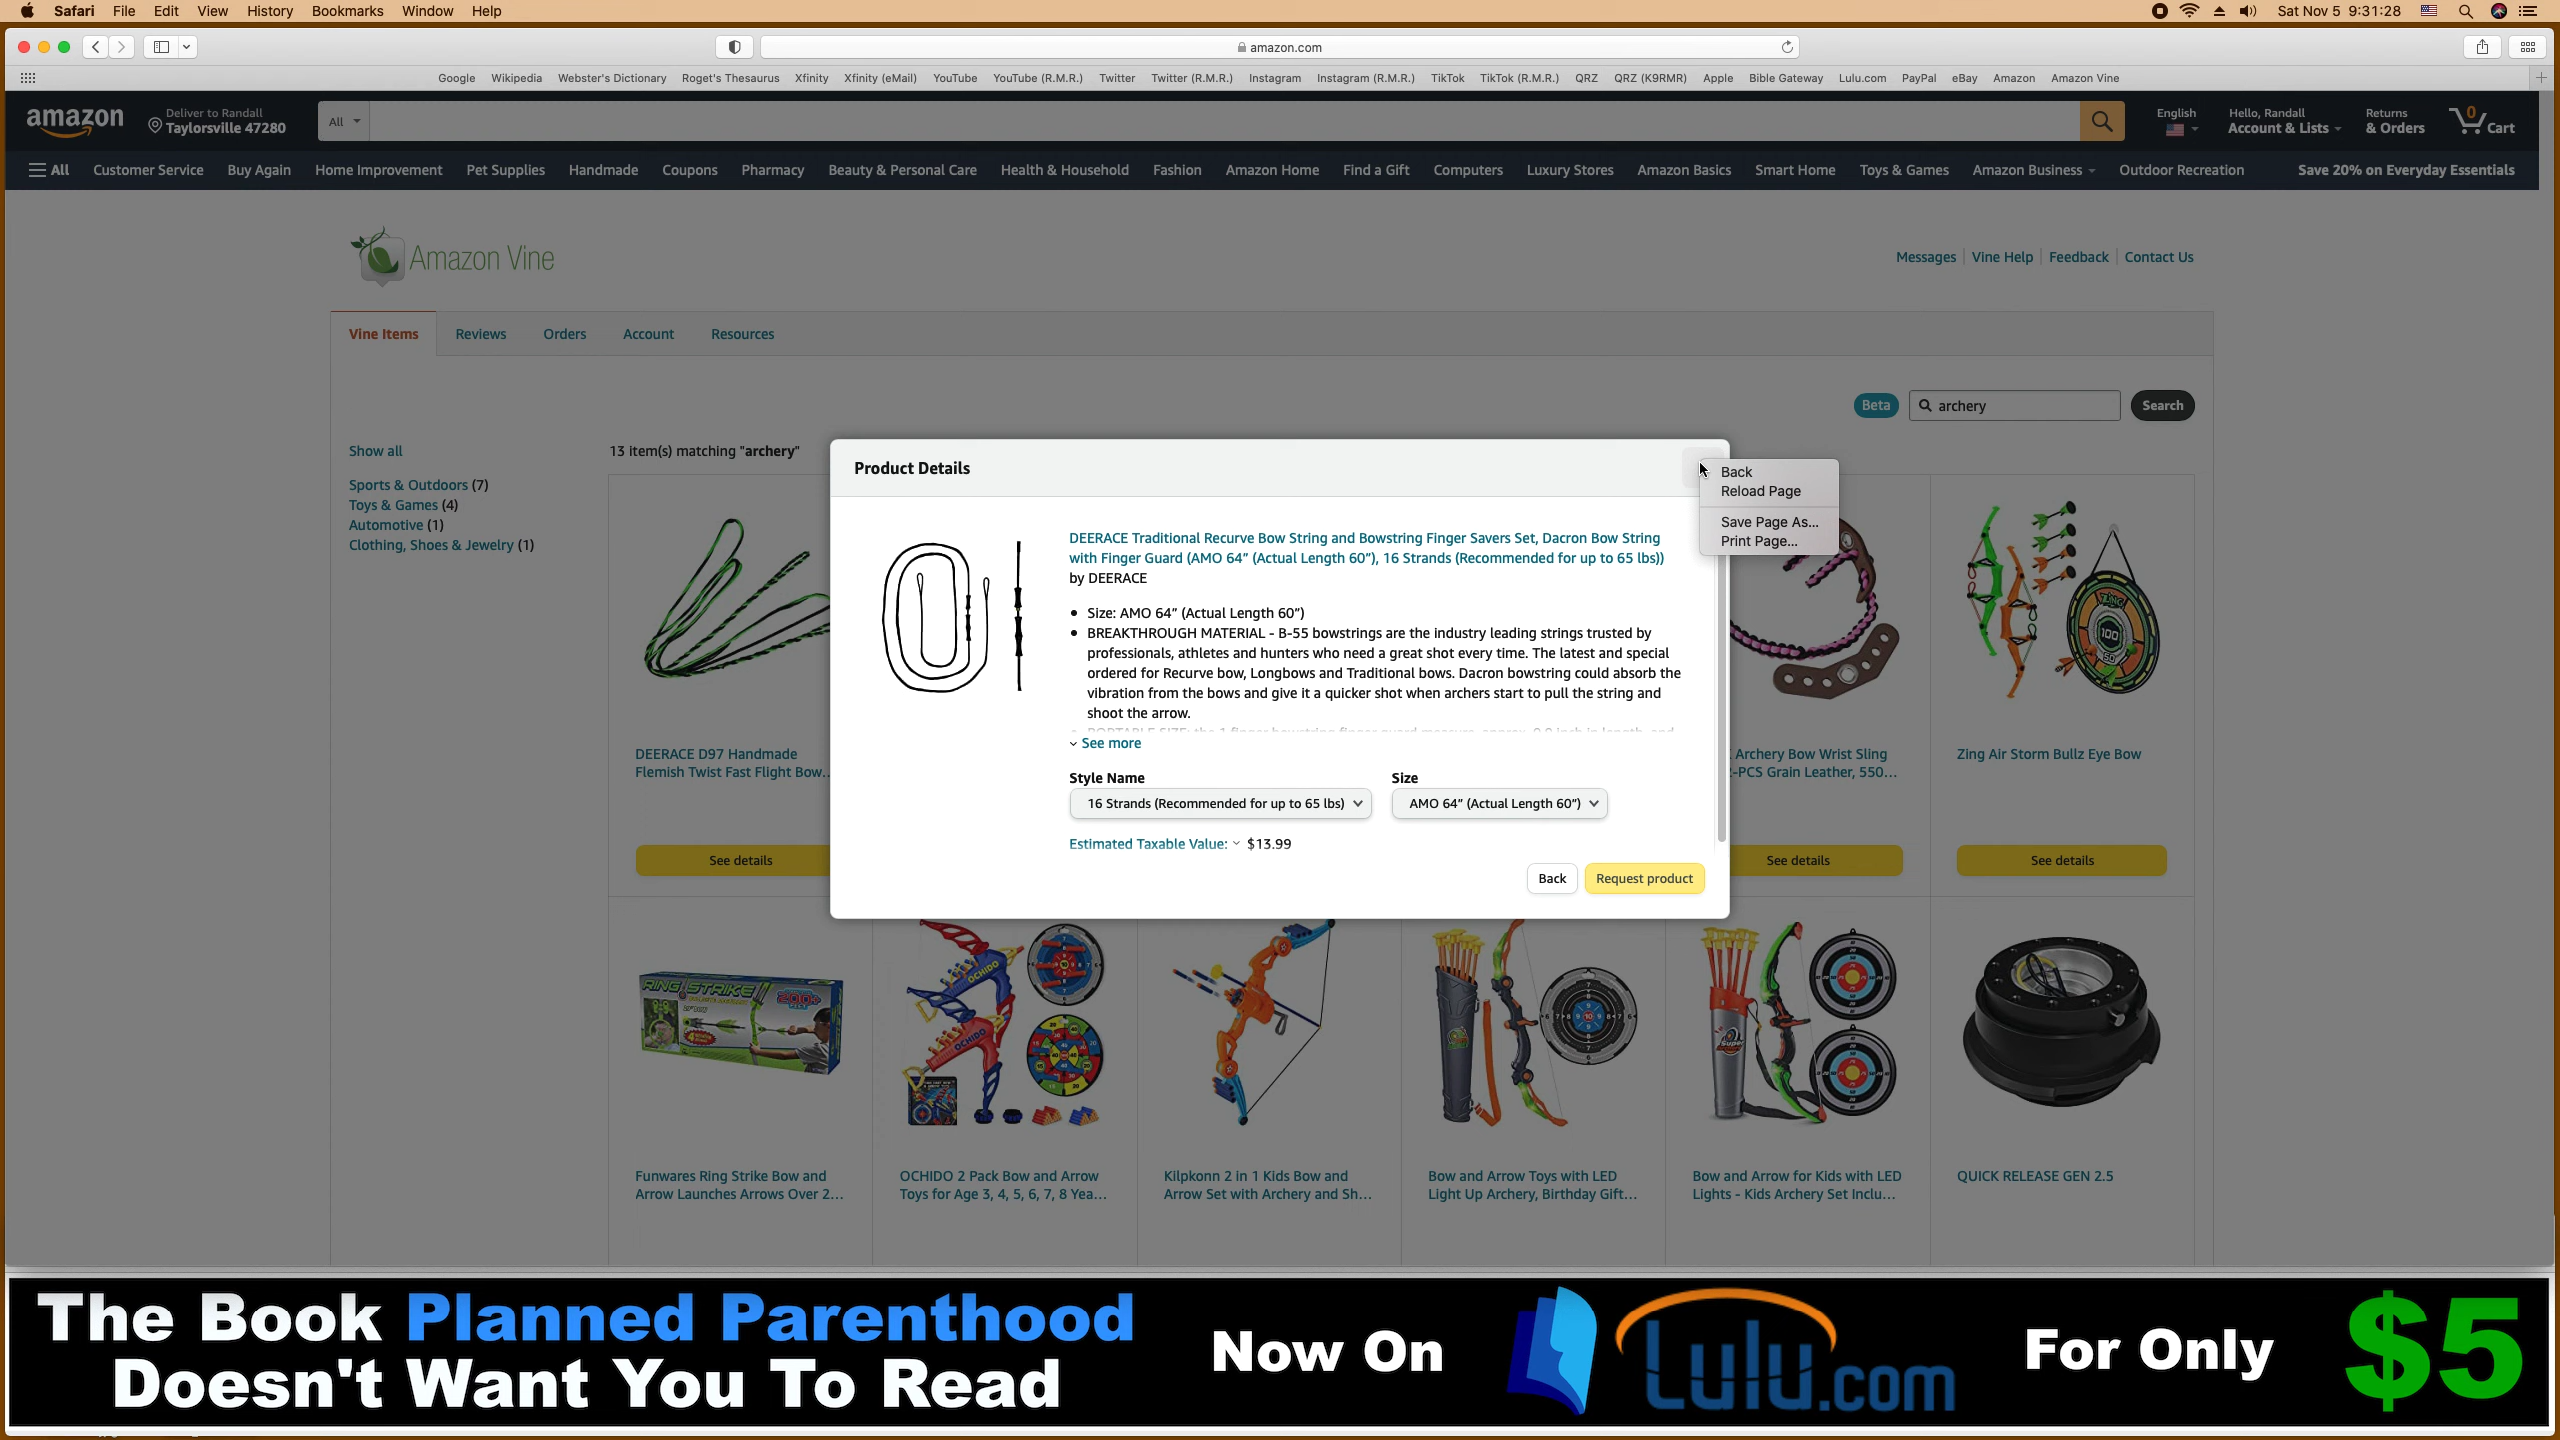 Safari File Edit View History Bookmarks Window Help
Sat Nov 5 9:31:28
amazon.com
Google Wikipedia Webster's Dictionary Roget's Thesaurus Xfinity Xfinity (eMail) YouTube YouTube (R.M.R.) Twitter Twitter (R.M.R.) Instagram Instagram (R.M.R.) TikTok TikTok (R.M.R.) QRZ QRZ (K9RMR) Apple Bible Gateway Lulu.com PayPal eBay Amazon Amazon Vine
amazon
Deliver to Randall
Taylorsville 47280
All
English
Hello, Randall
Account & Lists
Returns
& Orders
0
Cart
All Customer Service Buy Again Home Improvement Pet Supplies Handmade Coupons Pharmacy Beauty & Personal Care Health & Household Fashion Amazon Home Find a Gift Computers Luxury Stores Amazon Basics Smart Home Toys & Games Amazon Business Outdoor Recreation Save 20% on Everyday Essentials
Amazon Vine
Messages Vine Help Feedback Contact Us
Vine Items Reviews Orders Account Resources
Beta archery Search
Show all
Sports & Outdoors (7)
Toys & Games (4)
Automotive (1)
Clothing, Shoes & Jewelry (1)
13 item(s) matching "archery"
Product Details
Back
Reload Page
Save Page As...
Print Page...
DEERACE Traditional Recurve Bow String and Bowstring Finger Savers Set, Dacron Bow String
with Finger Guard (AMO 64” (Actual Length 60”), 16 Strands (Recommended for up to 65 lbs))
by DEERACE
• Size: AMO 64” (Actual Length 60”)
• BREAKTHROUGH MATERIAL - B-55 bowstrings are the industry leading strings trusted by
professionals, athletes and hunters who need a great shot every time. The latest and special
ordered for Recurve bow, Longbows and Traditional bows. Dacron bowstring could absorb the
vibration from the bows and give it a quicker shot when archers start to pull the string and
shoot the arrow.
See more
Style Name
16 Strands (Recommended for up to 65 lbs)
Size
AMO 64” (Actual Length 60”)
Estimated Taxable Value: $13.99
Back Request product
DEERACE D97 Handmade
Flemish Twist Fast Flight Bow...
See details
Archery Bow Wrist Sling
-PCS Grain Leather, 550...
See details
ZING
100
50
Zing Air Storm Bullz Eye Bow
See details
RING STRIKE
200+
OCHIDO
OCHIDO
Funwares Ring Strike Bow and
Arrow Launches Arrows Over 2...
OCHIDO 2 Pack Bow and Arrow
Toys for Age 3, 4, 5, 6, 7, 8 Yea...
Kilpkonn 2 in 1 Kids Bow and
Arrow Set with Archery and Sh...
Bow and Arrow Toys with LED
Light Up Archery, Birthday Gift...
Bow and Arrow for Kids with LED
Lights - Kids Archery Set Inclu...
QUICK RELEASE GEN 2.5
The Book Planned Parenthood
Doesn't Want You To Read
Now On
Lulu.com
For Only
$5